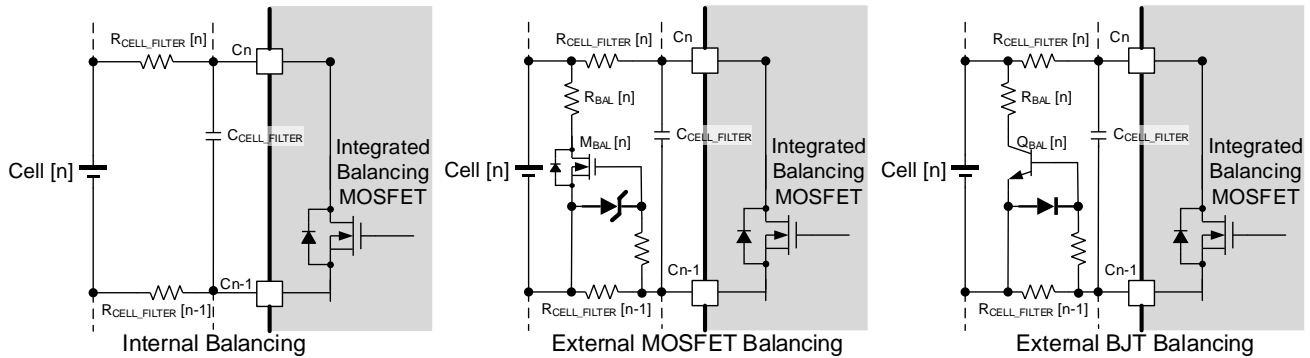 RCELL_FILTER [n]
Cn
CCELL_FILTER
Cell [n]
Integrated
Balancing
MOSFET
Cn-1
RCELL_FILTER [n-1]
Internal Balancing
RCELL_FILTER [n]
Cn
RBAL [n]
CCELL_FILTER
MBAL [n]
Cell [n]
Integrated
Balancing
MOSFET
Cn-1
RCELL_FILTER [n-1]
External MOSFET Balancing
RCELL_FILTER [n]
Cn
RBAL [n]
CCELL_FILTER
QBAL [n]
Cell [n]
Integrated
Balancing
MOSFET
Cn-1
RCELL_FILTER [n-1]
External BJT Balancing